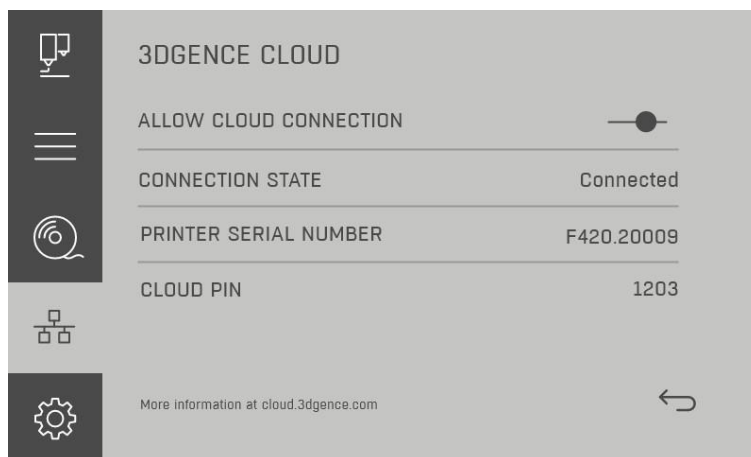 3DGENCE CLOUD
ALLOW CLOUD CONNECTION
CONNECTION STATE Connected
PRINTER SERIAL NUMBER F420.20009
CLOUD PIN 1203
More information at cloud.3dgence.com